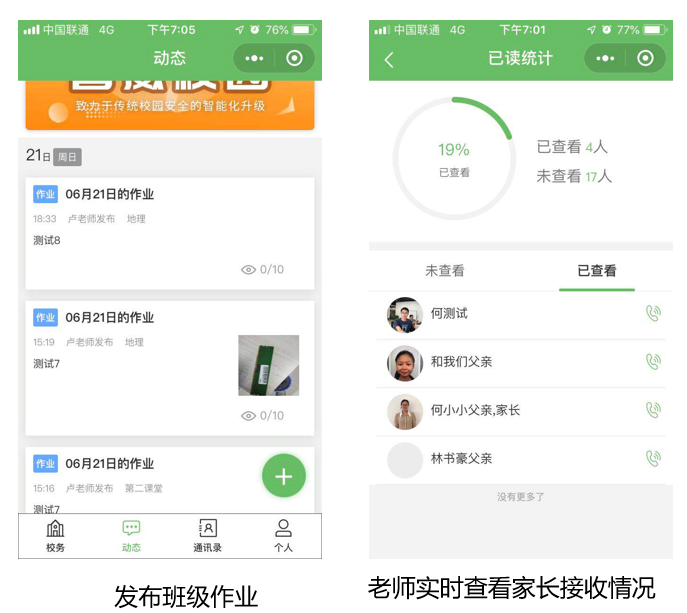 中国联通 4G 下午7:05 76%
动态
致力于传统校园安全的智能化升级
21日 周日
作业 06月21日的作业
18:33 卢老师发布 地理
测试8
0/10
作业 06月21日的作业
15:19 卢老师发布 地理
测试7
0/10
作业 06月21日的作业
15:16 卢老师发布 第二课堂
测试7
校务 动态 通讯录 个人
发布班级作业
中国联通 4G 下午7:01 77%
已读统计
19%
已查看
已查看 4人
未查看 17人
未查看 已查看
何测试
和我们父亲
何小小父亲,家长
林书豪父亲
没有更多了
老师实时查看家长接收情况